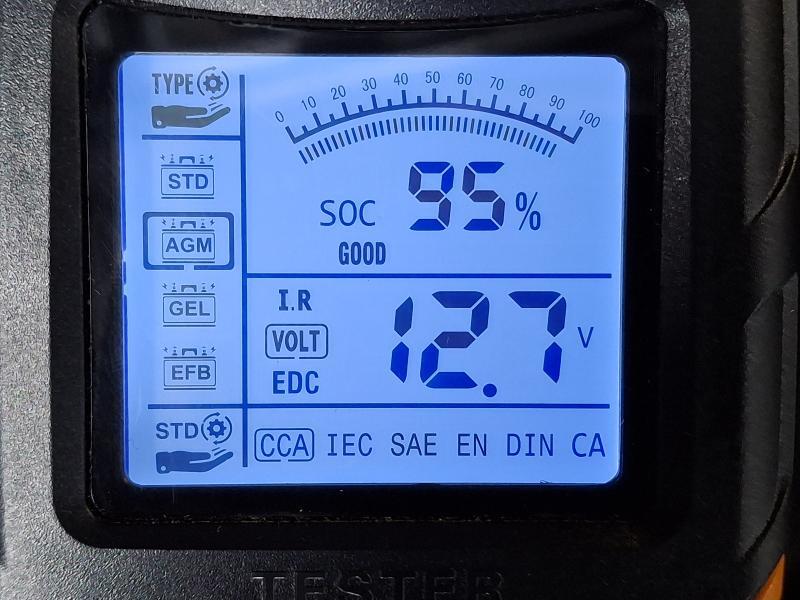 TYPE
STD
AGM
GEL
EFB
STD
0 10 20 30 40 50 60 70 80 90 100
SOC 95 %
GOOD
I.R
VOLT
EDC
12.7 V
CCA IEC SAE EN DIN CA
TESTER